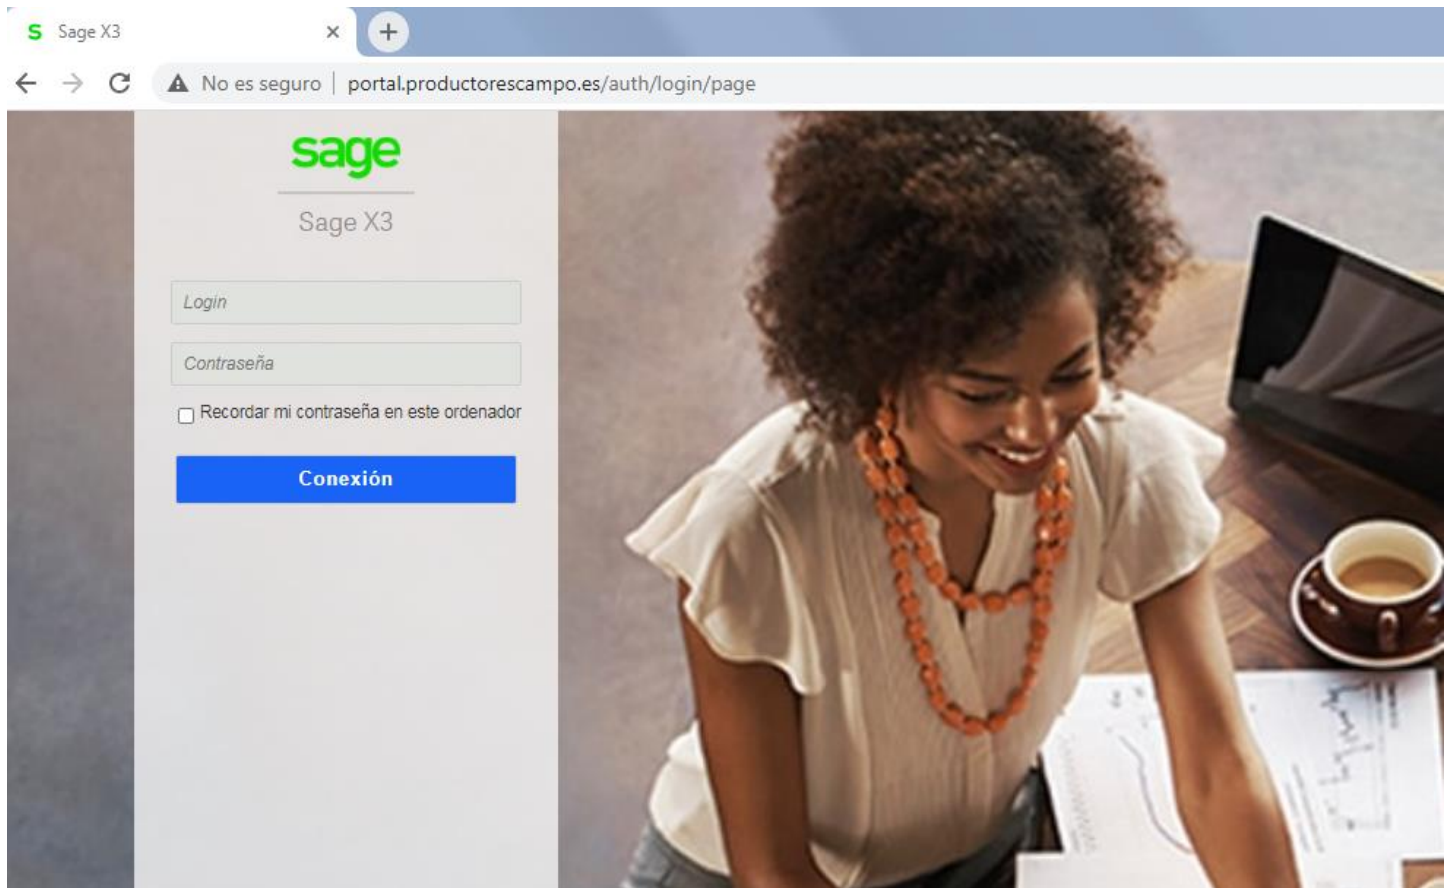 Sage X3
No es seguro | portal.productorescampo.es/auth/login/page
sage
Sage X3
Login
Contraseña
Recordar mi contraseña en este ordenador
Conexión